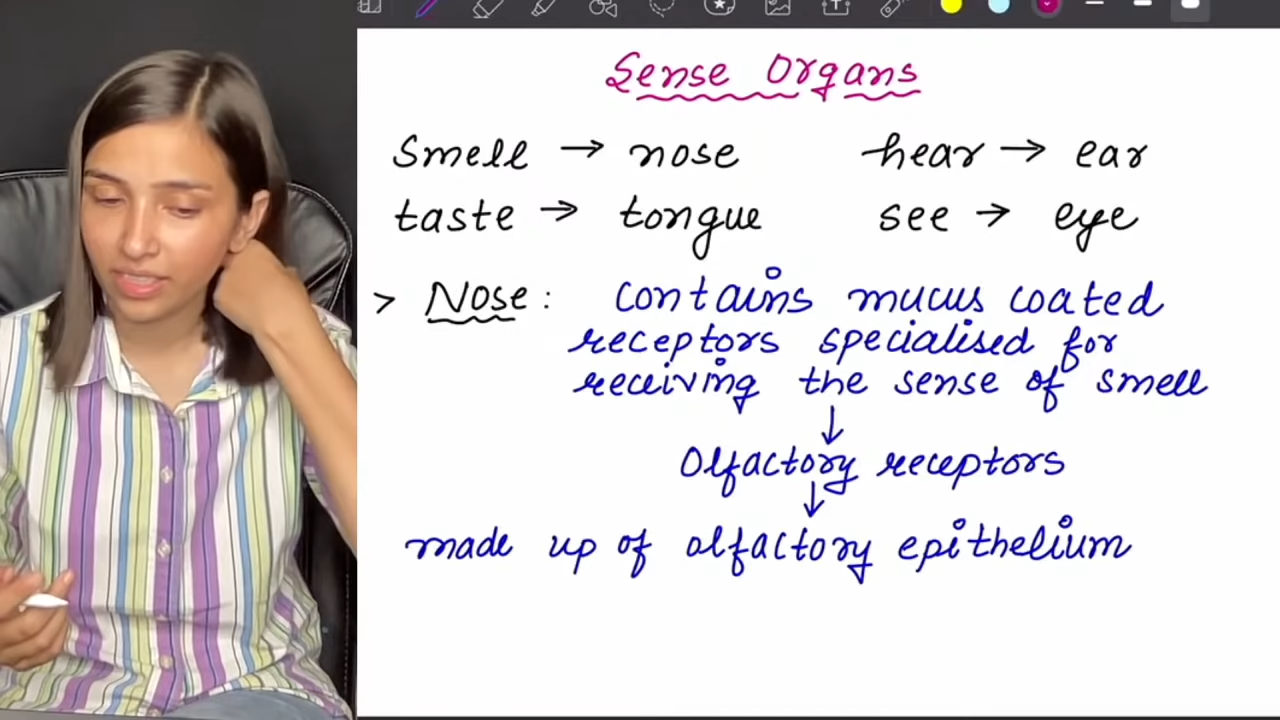 Sense Organs
Smell → nose hear → ear
taste → tongue see → eye
> Nose: contains mucus coated
receptors specialised for
receiving the sense of smell
↓
Olfactory receptors
↓
made up of olfactory epithelium